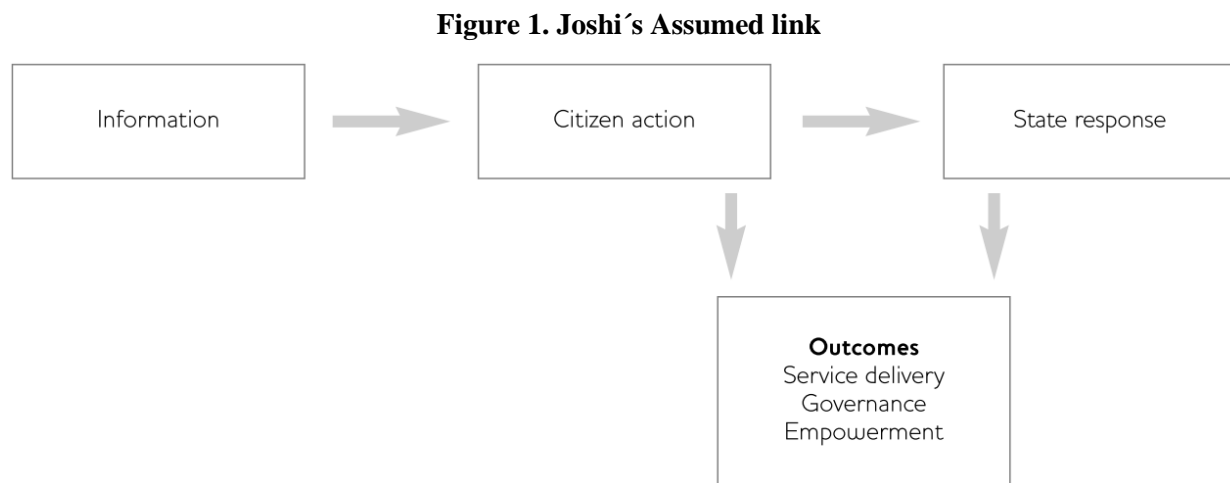 Figure 1. Joshi´s Assumed link
Information
Citizen action
State response
Outcomes
Service delivery
Governance
Empowerment